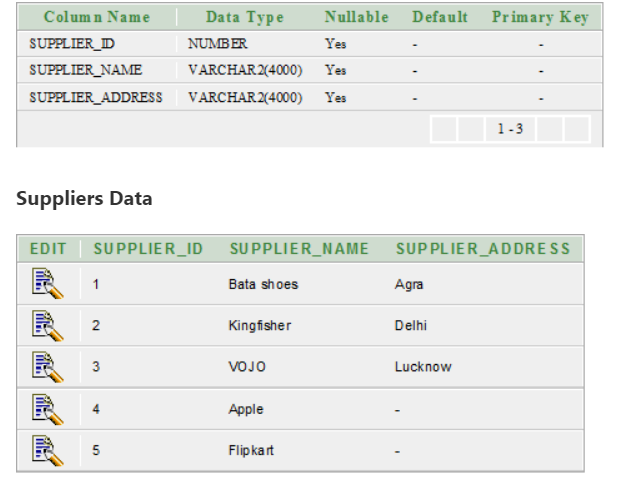 Column Name Data Type Nullable Default Primary Key
SUPPLIER_ID NUMBER Yes - -
SUPPLIER_NAME VARCHAR2(4000) Yes - -
SUPPLIER_ADDRESS VARCHAR2(4000) Yes - -
1 - 3
Suppliers Data
EDIT SUPPLIER_ID SUPPLIER_NAME SUPPLIER_ADDRESS
1 Bata shoes Agra
2 Kingfisher Delhi
3 VOJO Lucknow
4 Apple -
5 Flipkart -